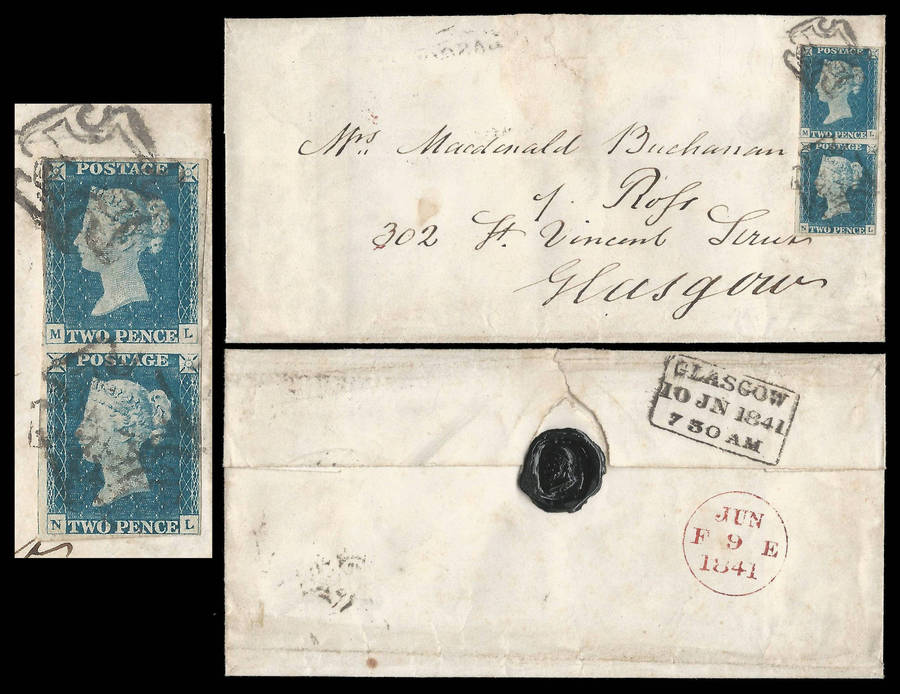 POSTAGE
M TWO PENCE L
POSTAGE
N TWO PENCE L
POSTAGE
M TWO PENCE L
POSTAGE
N TWO PENCE L
Mrs. Macdonald Buchanan
of Ross
302 St. Vincent
Glasgow
GLASGOW
10 JN 1841
7 30 AM
JUN
F 9 E
1841